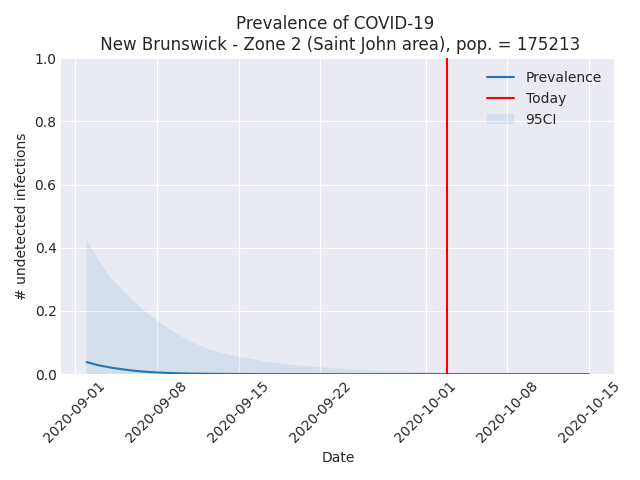 Prevalence of COVID-19
New Brunswick - Zone 2 (Saint John area), pop. = 175213
1.0
0.8
0.6
0.4
0.2
0.0
# undetected infections
Prevalence
Today
95CI
2020-09-01
2020-09-08
2020-09-15
2020-09-22
2020-10-01
2020-10-08
2020-10-15
Date